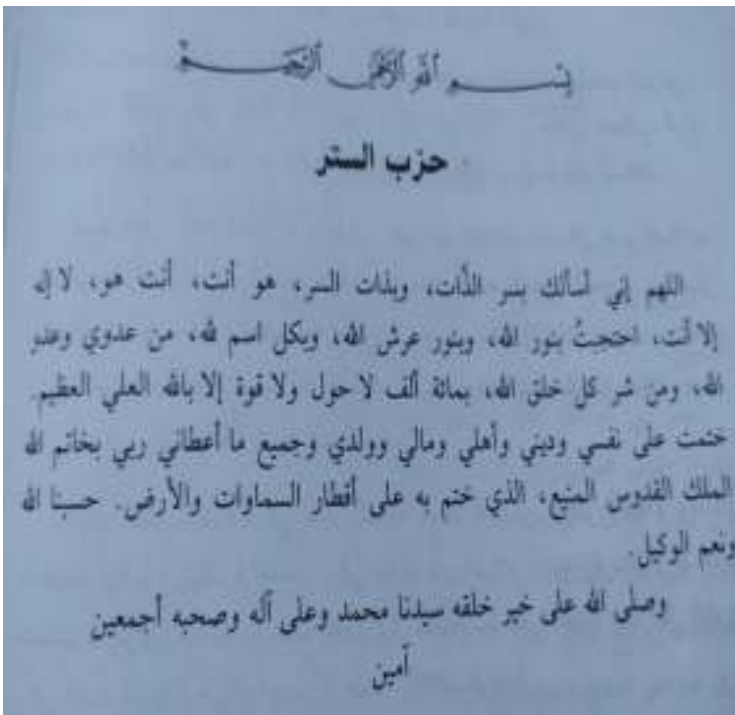 بسم الله الرحمن الرحيم
حزب الستر
اللهم إني أسألك بسر الذات، وبذات السر، هو أنت، أنت هو، لا إله
إلا أنت، احتجبتُ بنور الله، وبنور عرش الله، وبكل اسم لله، من عدوي وعدو
الله، ومن شر كل خلق الله، بمائة ألف لا حول ولا قوة إلا بالله العلي العظيم.
ختمت على نفسي وديني وأهلي ومالي وولدي وجميع ما أعطاني ربي بخاتم الله
الملك القدوس المنيع، الذي ختم به على أقطار السماوات والأرض. حسبنا الله
ونعم الوكيل.
وصلى الله على خير خلقه سيدنا محمد وعلى آله وصحبه أجمعين
آمين